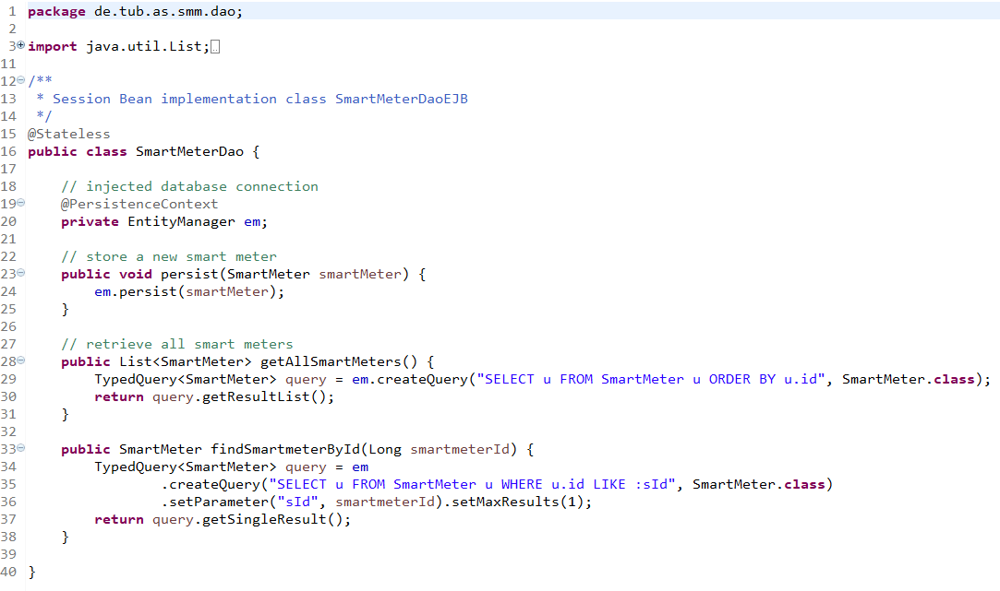 1 package de.tub.as.smm.dao;
2
3 import java.util.List;
11
12 /**
13  * Session Bean implementation class SmartMeterDaoEJB
14  */
15 @Stateless
16 public class SmartMeterDao {
17
18     // injected database connection
19     @PersistenceContext
20     private EntityManager em;
21
22     // store a new smart meter
23     public void persist(SmartMeter smartMeter) {
24         em.persist(smartMeter);
25     }
26
27     // retrieve all smart meters
28     public List<SmartMeter> getAllSmartMeters() {
29         TypedQuery<SmartMeter> query = em.createQuery("SELECT u FROM SmartMeter u ORDER BY u.id", SmartMeter.class);
30         return query.getResultList();
31     }
32
33     public SmartMeter findSmartmeterById(Long smartmeterId) {
34         TypedQuery<SmartMeter> query = em
35                 .createQuery("SELECT u FROM SmartMeter u WHERE u.id LIKE :sId", SmartMeter.class)
36                 .setParameter("sId", smartmeterId).setMaxResults(1);
37         return query.getSingleResult();
38     }
39
40 }